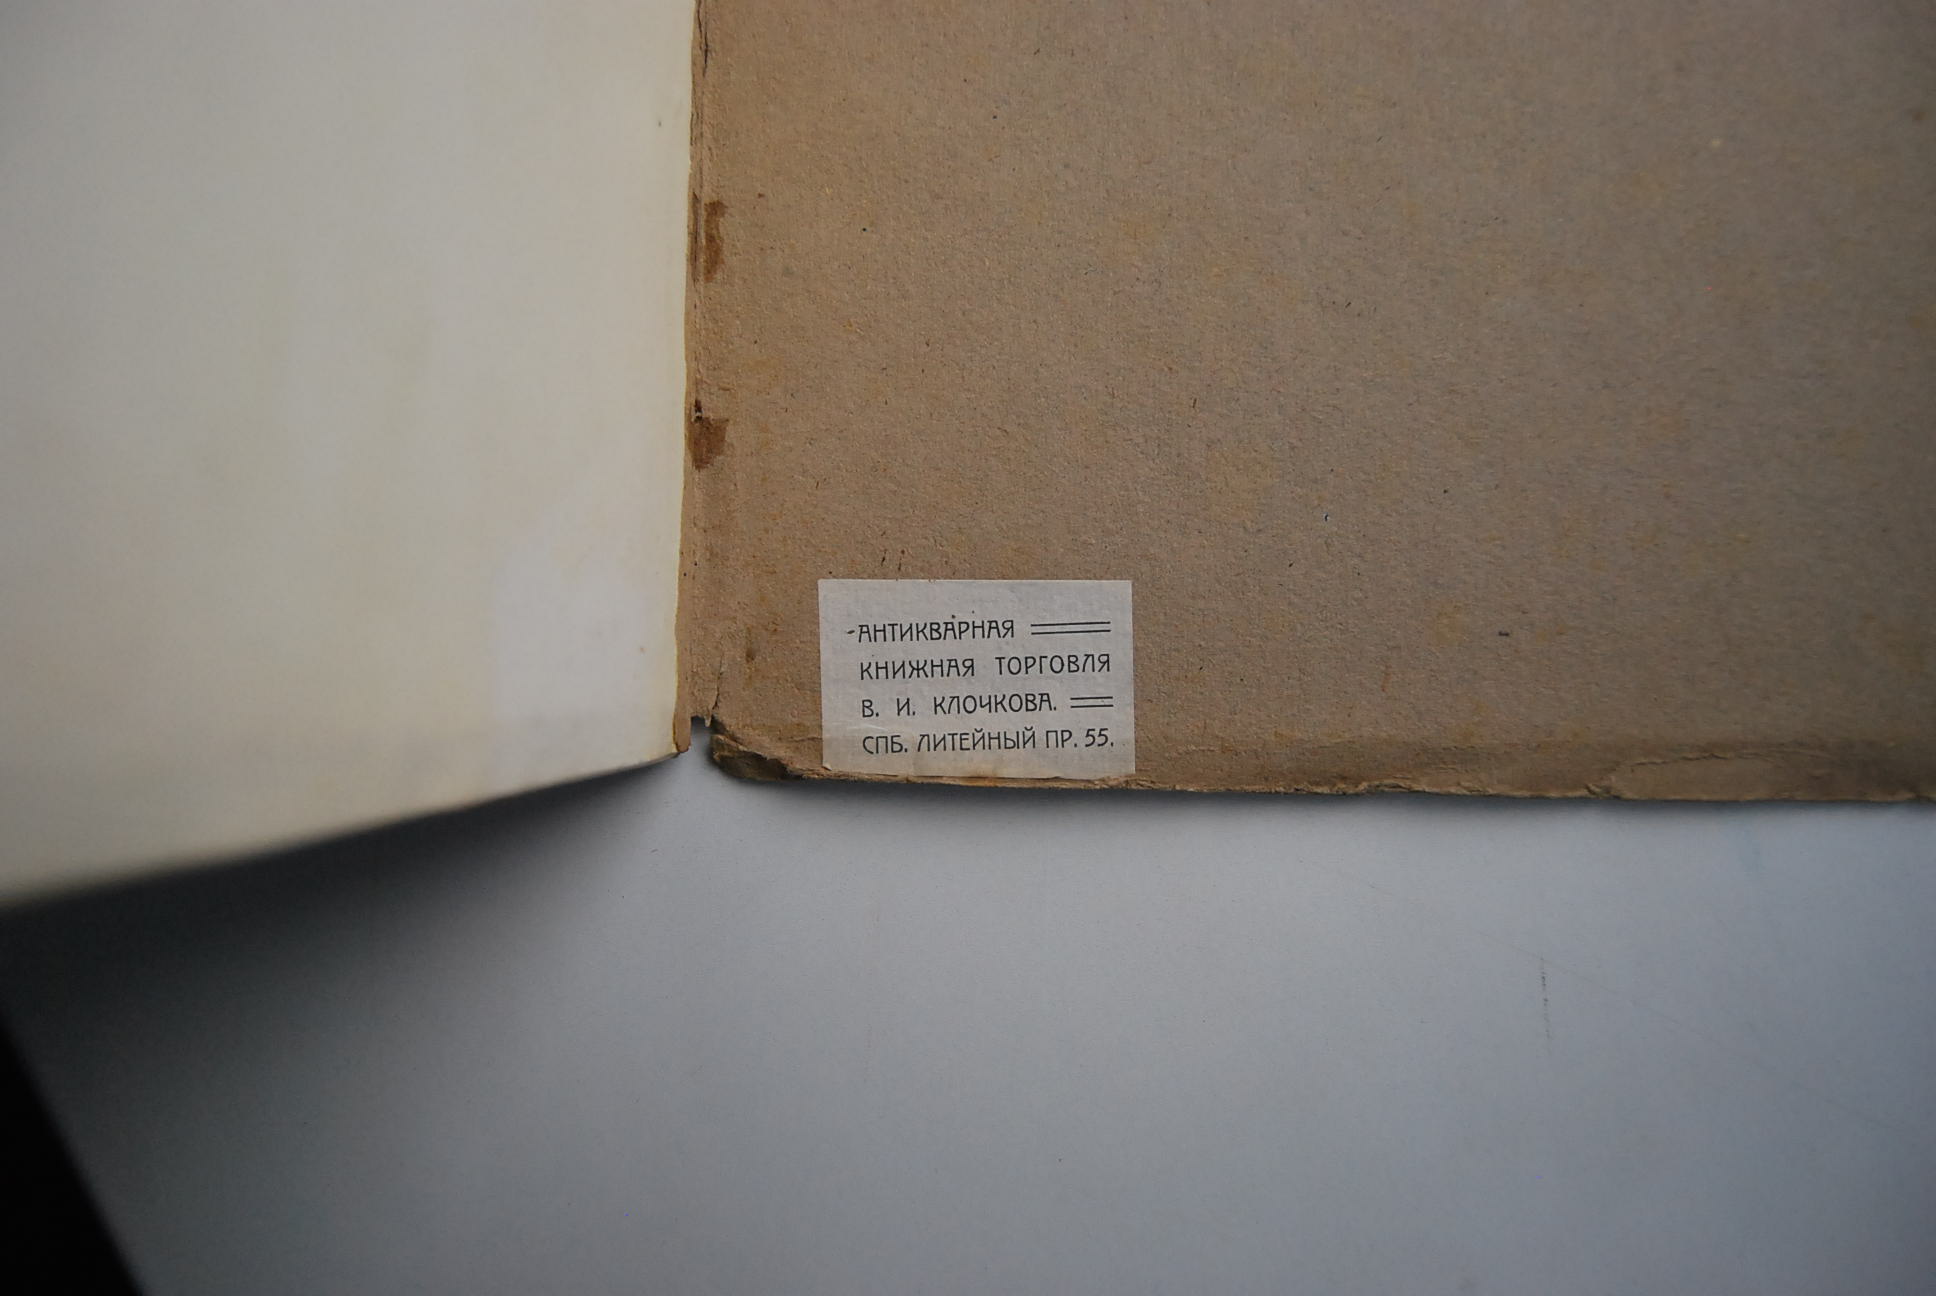 АНТИКВАРНАЯ
КНИЖНАЯ ТОРГОВЛЯ
В. И. КЛОЧКОВА.
СПБ. ЛИТЕЙНЫЙ ПР. 55.